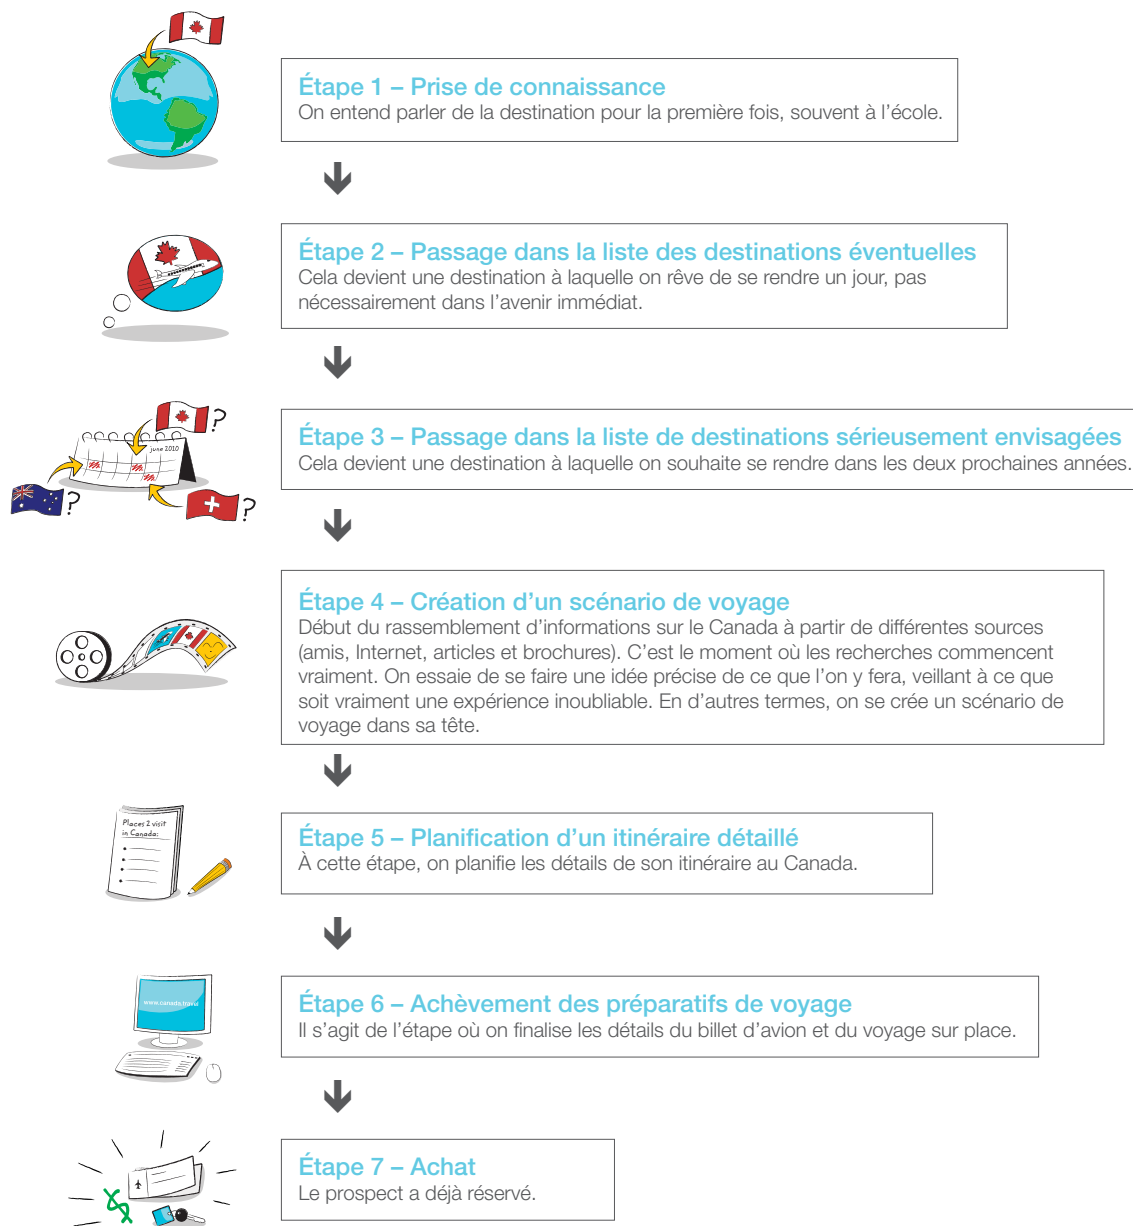 Étape 1 – Prise de connaissance
On entend parler de la destination pour la première fois, souvent à l’école.
Étape 2 – Passage dans la liste des destinations éventuelles
Cela devient une destination à laquelle on rêve de se rendre un jour, pas
nécessairement dans l’avenir immédiat.
?
june 2010
?
?
Étape 3 – Passage dans la liste de destinations sérieusement envisagées
Cela devient une destination à laquelle on souhaite se rendre dans les deux prochaines années.
Étape 4 – Création d’un scénario de voyage
Début du rassemblement d’informations sur le Canada à partir de différentes sources
(amis, Internet, articles et brochures). C’est le moment où les recherches commencent
vraiment. On essaie de se faire une idée précise de ce que l’on y fera, veillant à ce que
soit vraiment une expérience inoubliable. En d’autres termes, on se crée un scénario de
voyage dans sa tête.
Places 2 visit
in Canada:
Étape 5 – Planification d’un itinéraire détaillé
À cette étape, on planifie les détails de son itinéraire au Canada.
www.canada.travel
Étape 6 – Achèvement des préparatifs de voyage
Il s’agit de l’étape où on finalise les détails du billet d’avion et du voyage sur place.
$
Étape 7 – Achat
Le prospect a déjà réservé.